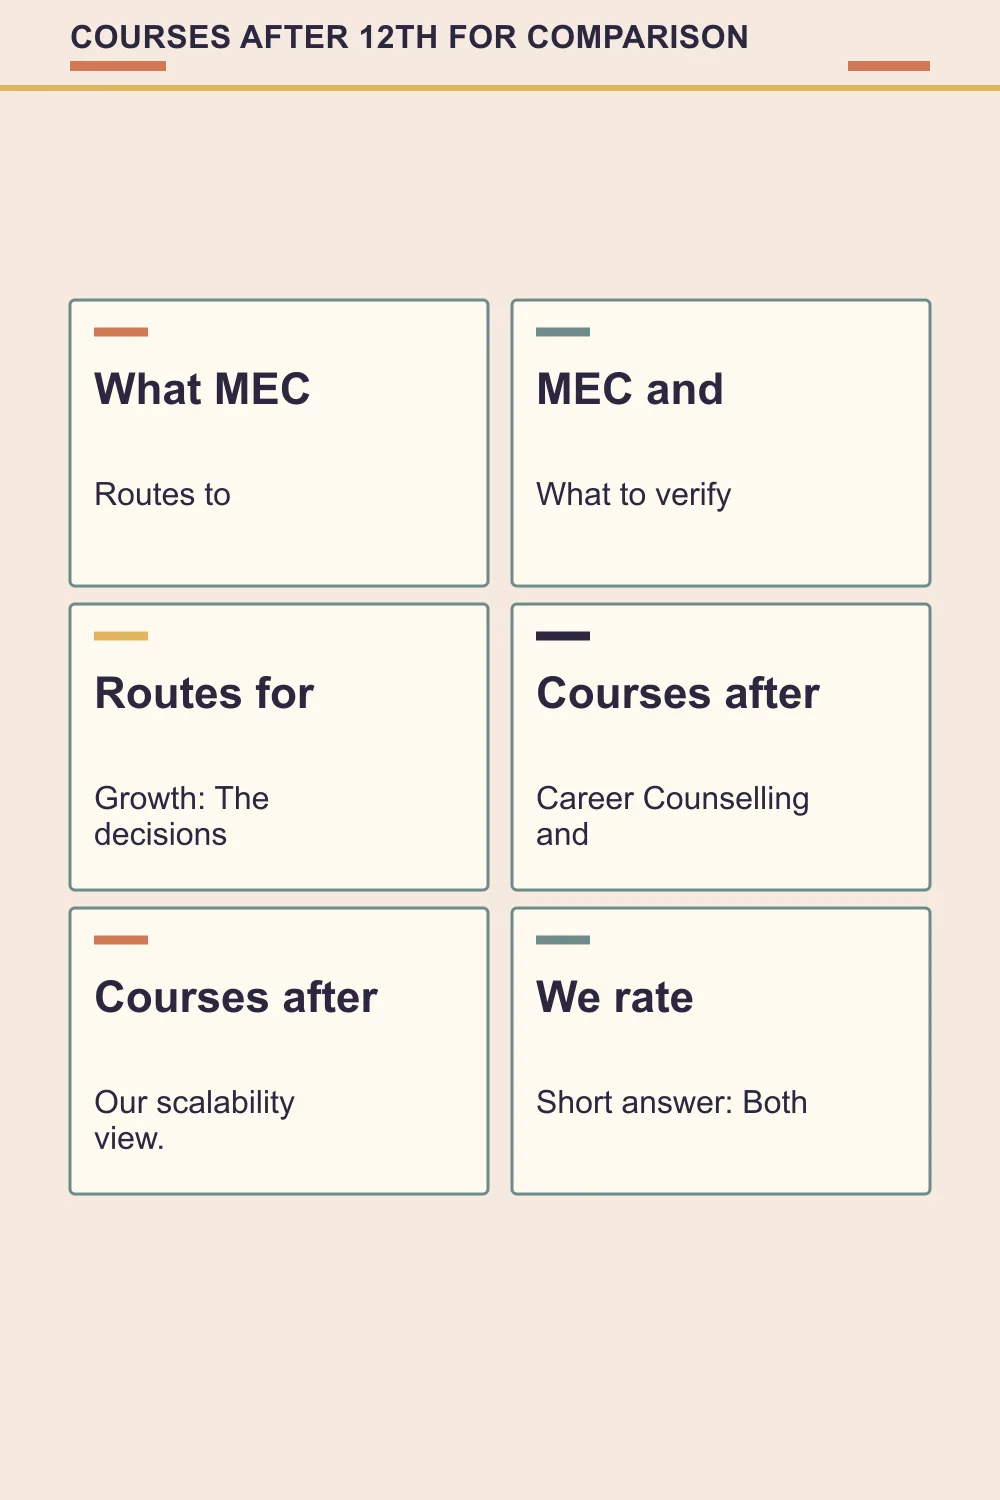 COURSES AFTER 12TH FOR COMPARISON
What MEC
Routes to
MEC and
What to verify
Routes for
Growth: The
decisions
Courses after
Career Counselling
and
Courses after
Our scalability
view.
We rate
Short answer: Both